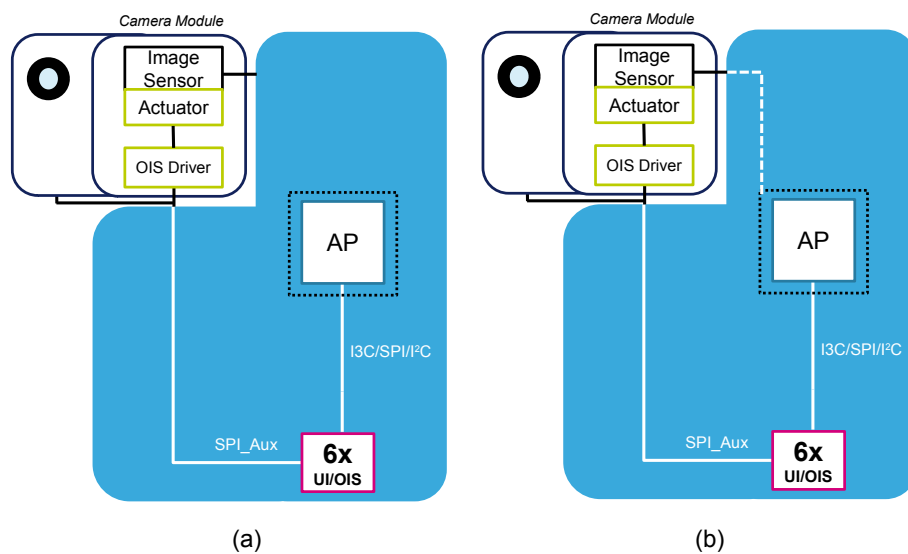 Camera Module
Image
Sensor
Actuator
OIS Driver
AP
I3C/SPI/I²C
SPI_Aux
6x
UI/OIS
(a)
Camera Module
Image
Sensor
Actuator
OIS Driver
AP
I3C/SPI/I²C
SPI_Aux
6x
UI/OIS
(b)